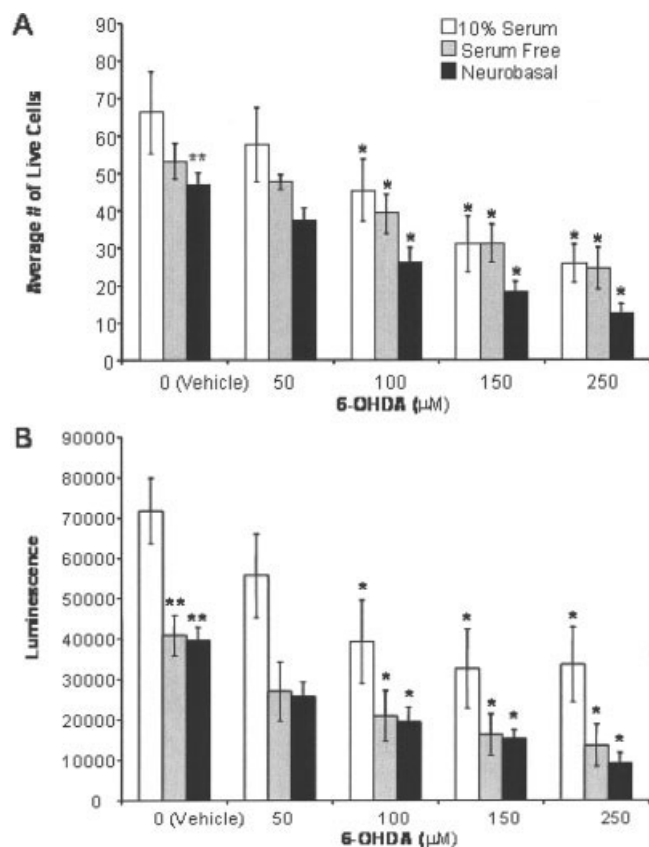 A
10% Serum
Serum Free
Neurobasal
Average # of Live Cells
90
80
70
60
50
40
30
20
10
0
**
* * *
* * *
* * *
0 (Vehicle) 50 100 150 250
6-OHDA (µM)
B
Luminescence
90000
80000
70000
60000
50000
40000
30000
20000
10000
0
** **
* * *
* * *
* * *
0 (Vehicle) 50 100 150 250
6-OHDA (µM)